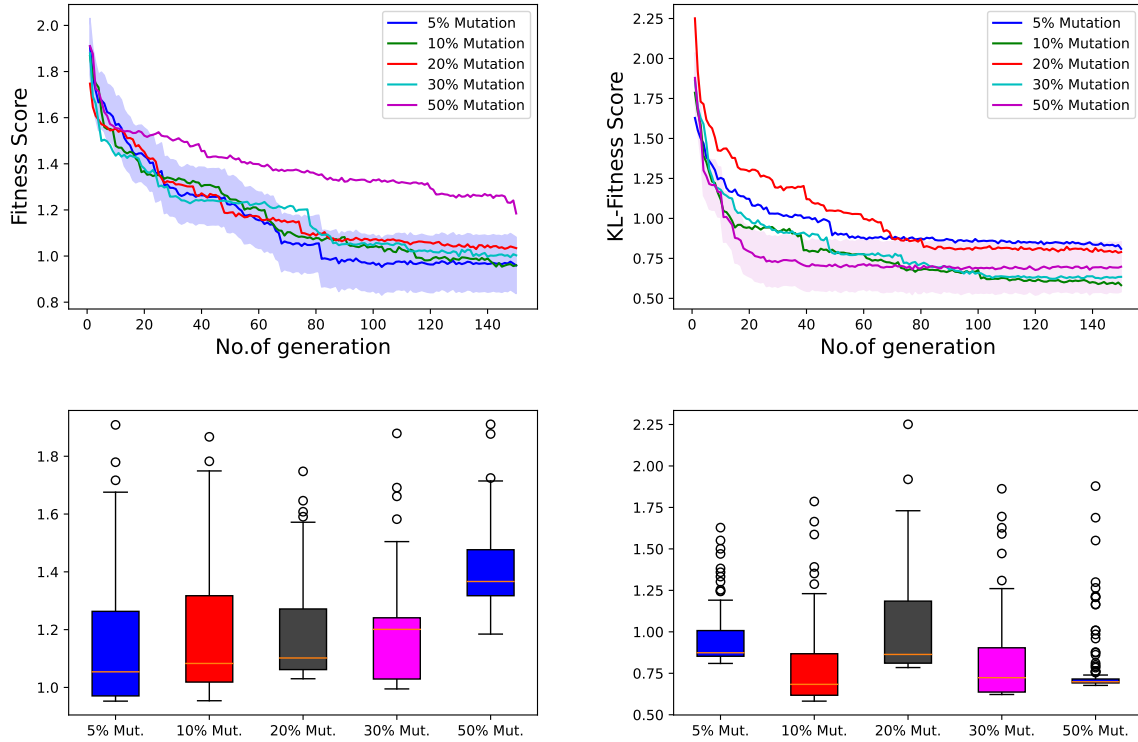 Fitness Score
2.0
1.8
1.6
1.4
1.2
1.0
0.8
5% Mutation
10% Mutation
20% Mutation
30% Mutation
50% Mutation
0 20 40 60 80 100 120 140
No.of generation
KL-Fitness Score
2.25
2.00
1.75
1.50
1.25
1.00
0.75
0.50
5% Mutation
10% Mutation
20% Mutation
30% Mutation
50% Mutation
0 20 40 60 80 100 120 140
No.of generation
1.8
1.6
1.4
1.2
1.0
5% Mut. 10% Mut. 20% Mut. 30% Mut. 50% Mut.
2.25
2.00
1.75
1.50
1.25
1.00
0.75
0.50
5% Mut. 10% Mut. 20% Mut. 30% Mut. 50% Mut.